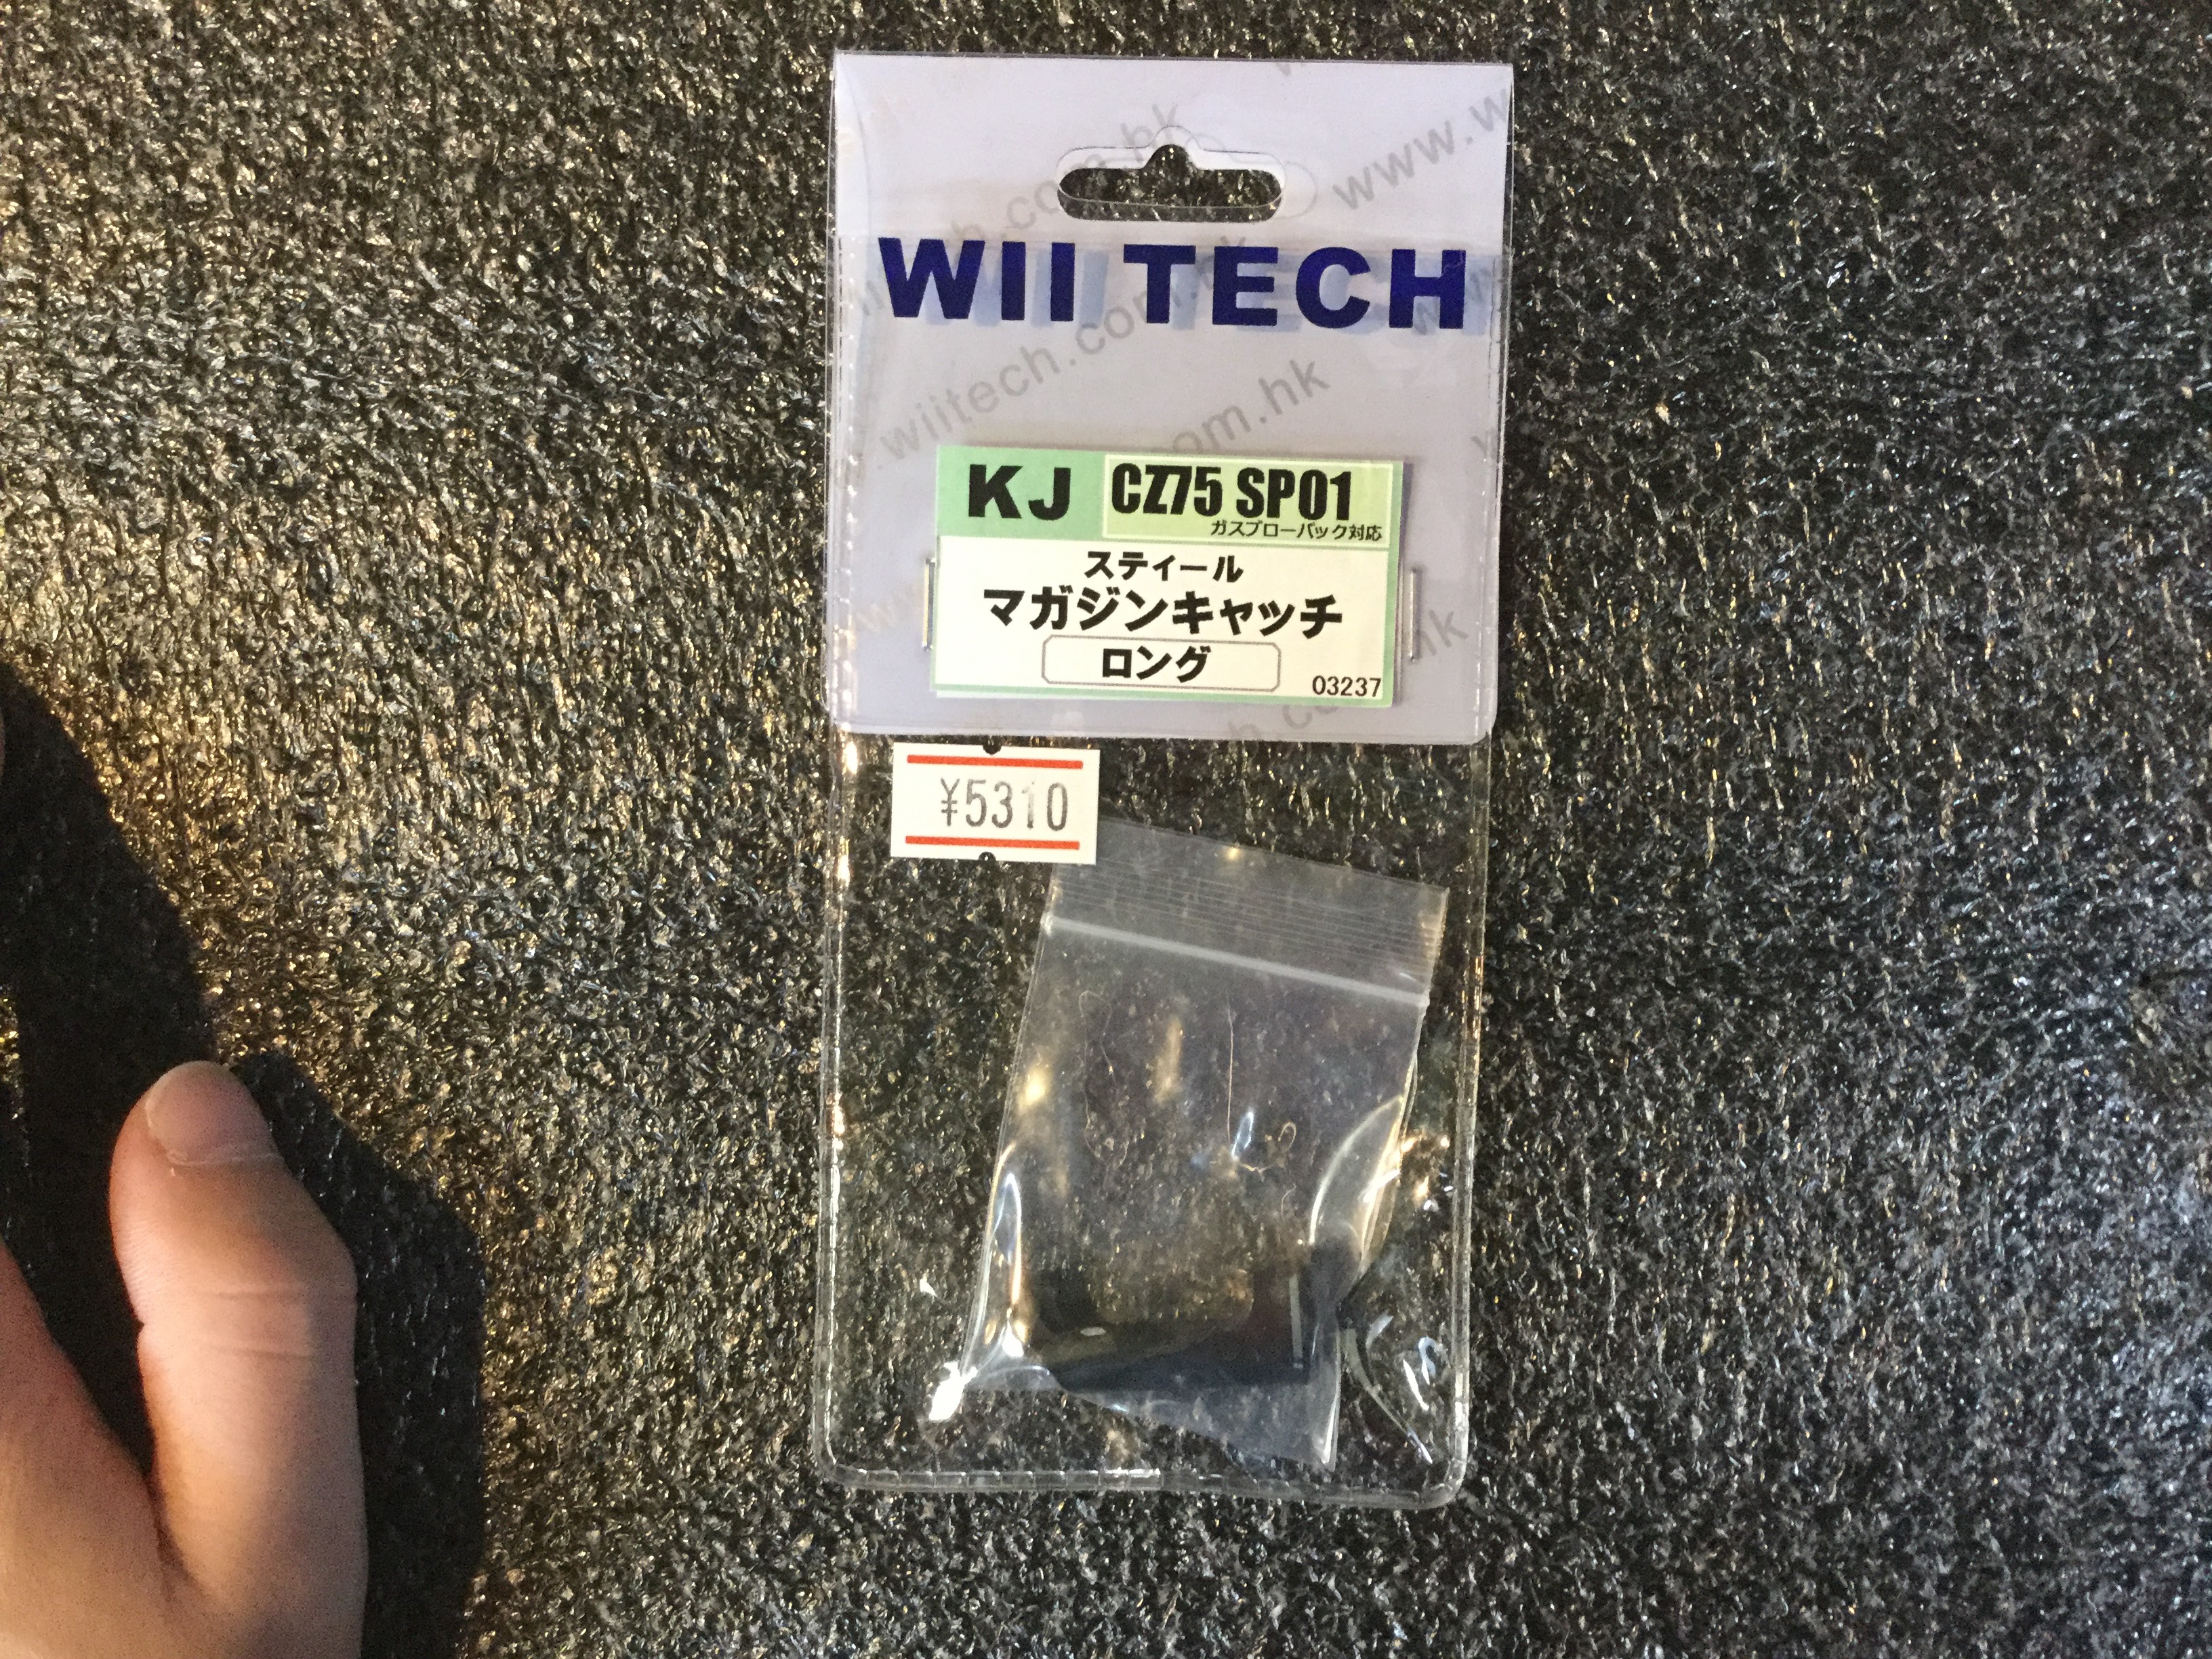 WII TECH
www.w
.wiitech.com.hk
KJ
CZ75 SP01
ガスブローバック対応
スティール
マガジンキャッチ
ロング
03237
¥5310